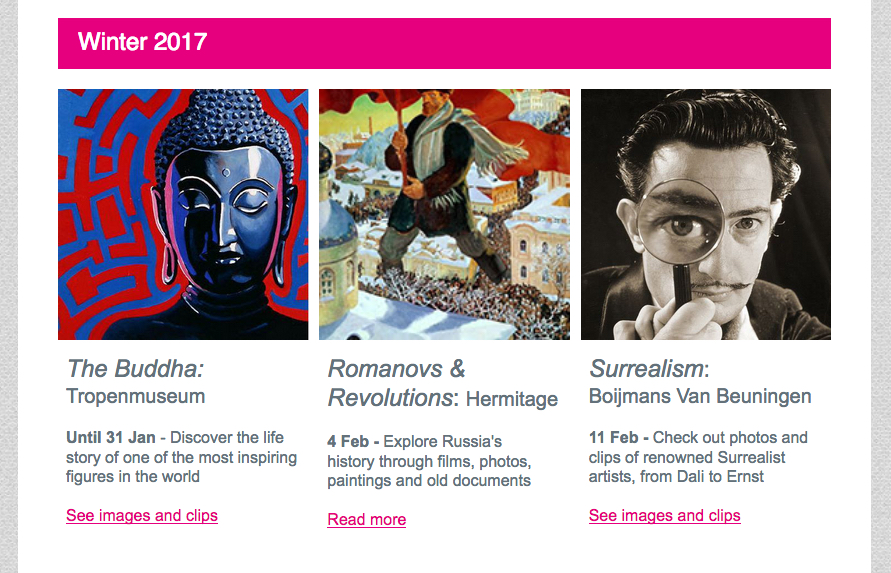 Winter 2017
The Buddha:
Tropenmuseum
Until 31 Jan - Discover the life
story of one of the most inspiring
figures in the world
See images and clips
Romanovs &
Revolutions: Hermitage
4 Feb - Explore Russia's
history through films, photos,
paintings and old documents
Read more
Surrealism:
Boijmans Van Beuningen
11 Feb - Check out photos and
clips of renowned Surrealist
artists, from Dali to Ernst
See images and clips